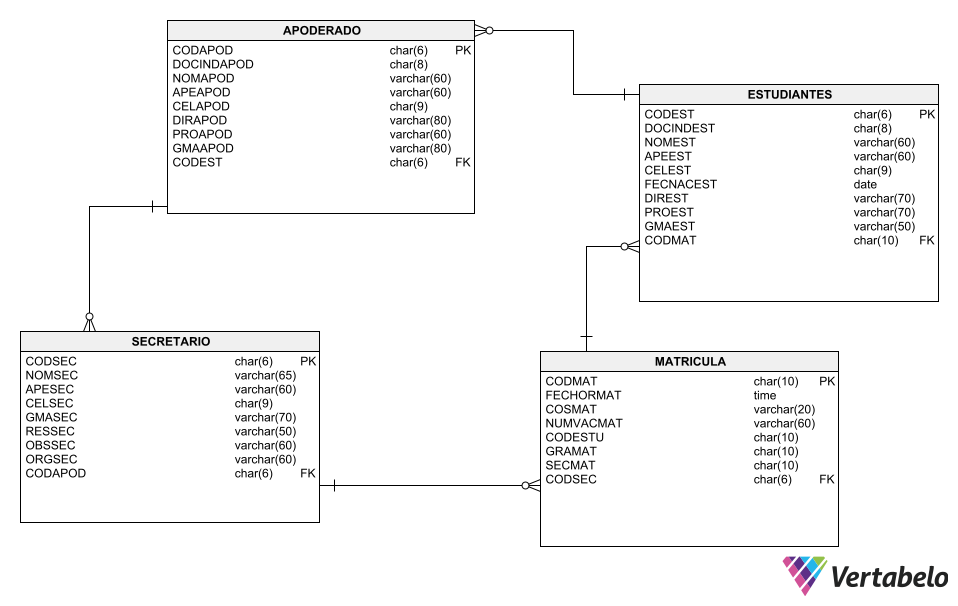 APODERADO
CODAPOD char(6) PK
DOCINDAPOD char(8)
NOMAPOD varchar(60)
APEAPOD varchar(60)
CELAPOD char(9)
DIRAPOD varchar(80)
PROAPOD varchar(60)
GMAAPOD varchar(80)
CODEST char(6) FK
ESTUDIANTES
CODEST char(6) PK
DOCINDEST char(8)
NOMEST varchar(60)
APEEST varchar(60)
CELEST char(9)
FECNACEST date
DIREST varchar(70)
PROEST varchar(70)
GMAEST varchar(50)
CODMAT char(10) FK
SECRETARIO
CODSEC char(6) PK
NOMSEC varchar(65)
APESEC varchar(60)
CELSEC char(9)
GMASEC varchar(70)
RESSEC varchar(50)
OBSSEC varchar(60)
ORGSEC varchar(60)
CODAPOD char(6) FK
MATRICULA
CODMAT char(10) PK
FECHORMAT time
COSMAT varchar(20)
NUMVACMAT varchar(60)
CODESTU char(10)
GRAMAT char(10)
SECMAT char(10)
CODSEC char(6) FK
Vertabelo